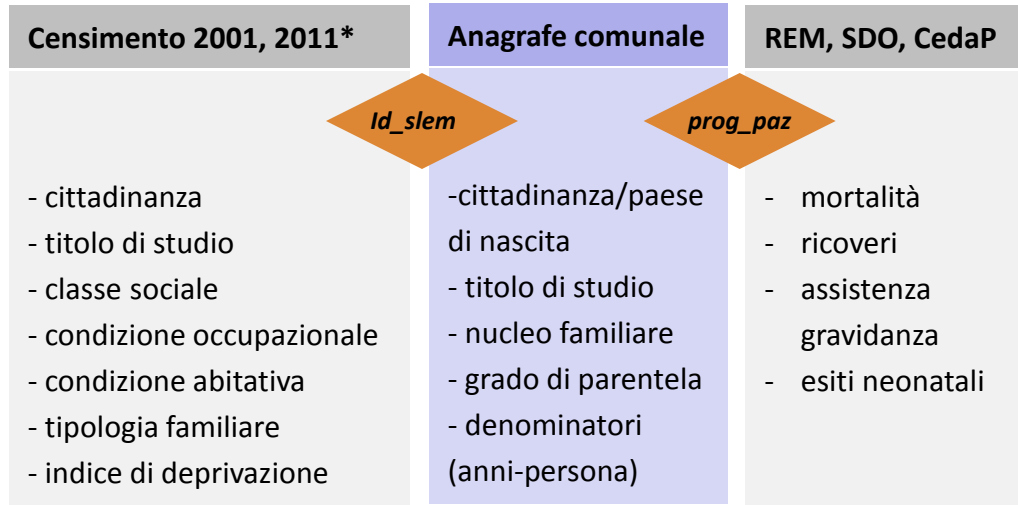 Censimento 2001, 2011*
Anagrafe comunale
REM, SDO, CedaP
Id_slem
prog_paz
- cittadinanza
- titolo di studio
- classe sociale
- condizione occupazionale
- condizione abitativa
- tipologia familiare
- indice di deprivazione
-cittadinanza/paese
di nascita
- titolo di studio
- nucleo familiare
- grado di parentela
- denominatori
(anni-persona)
- mortalità
- ricoveri
- assistenza
gravidanza
- esiti neonatali